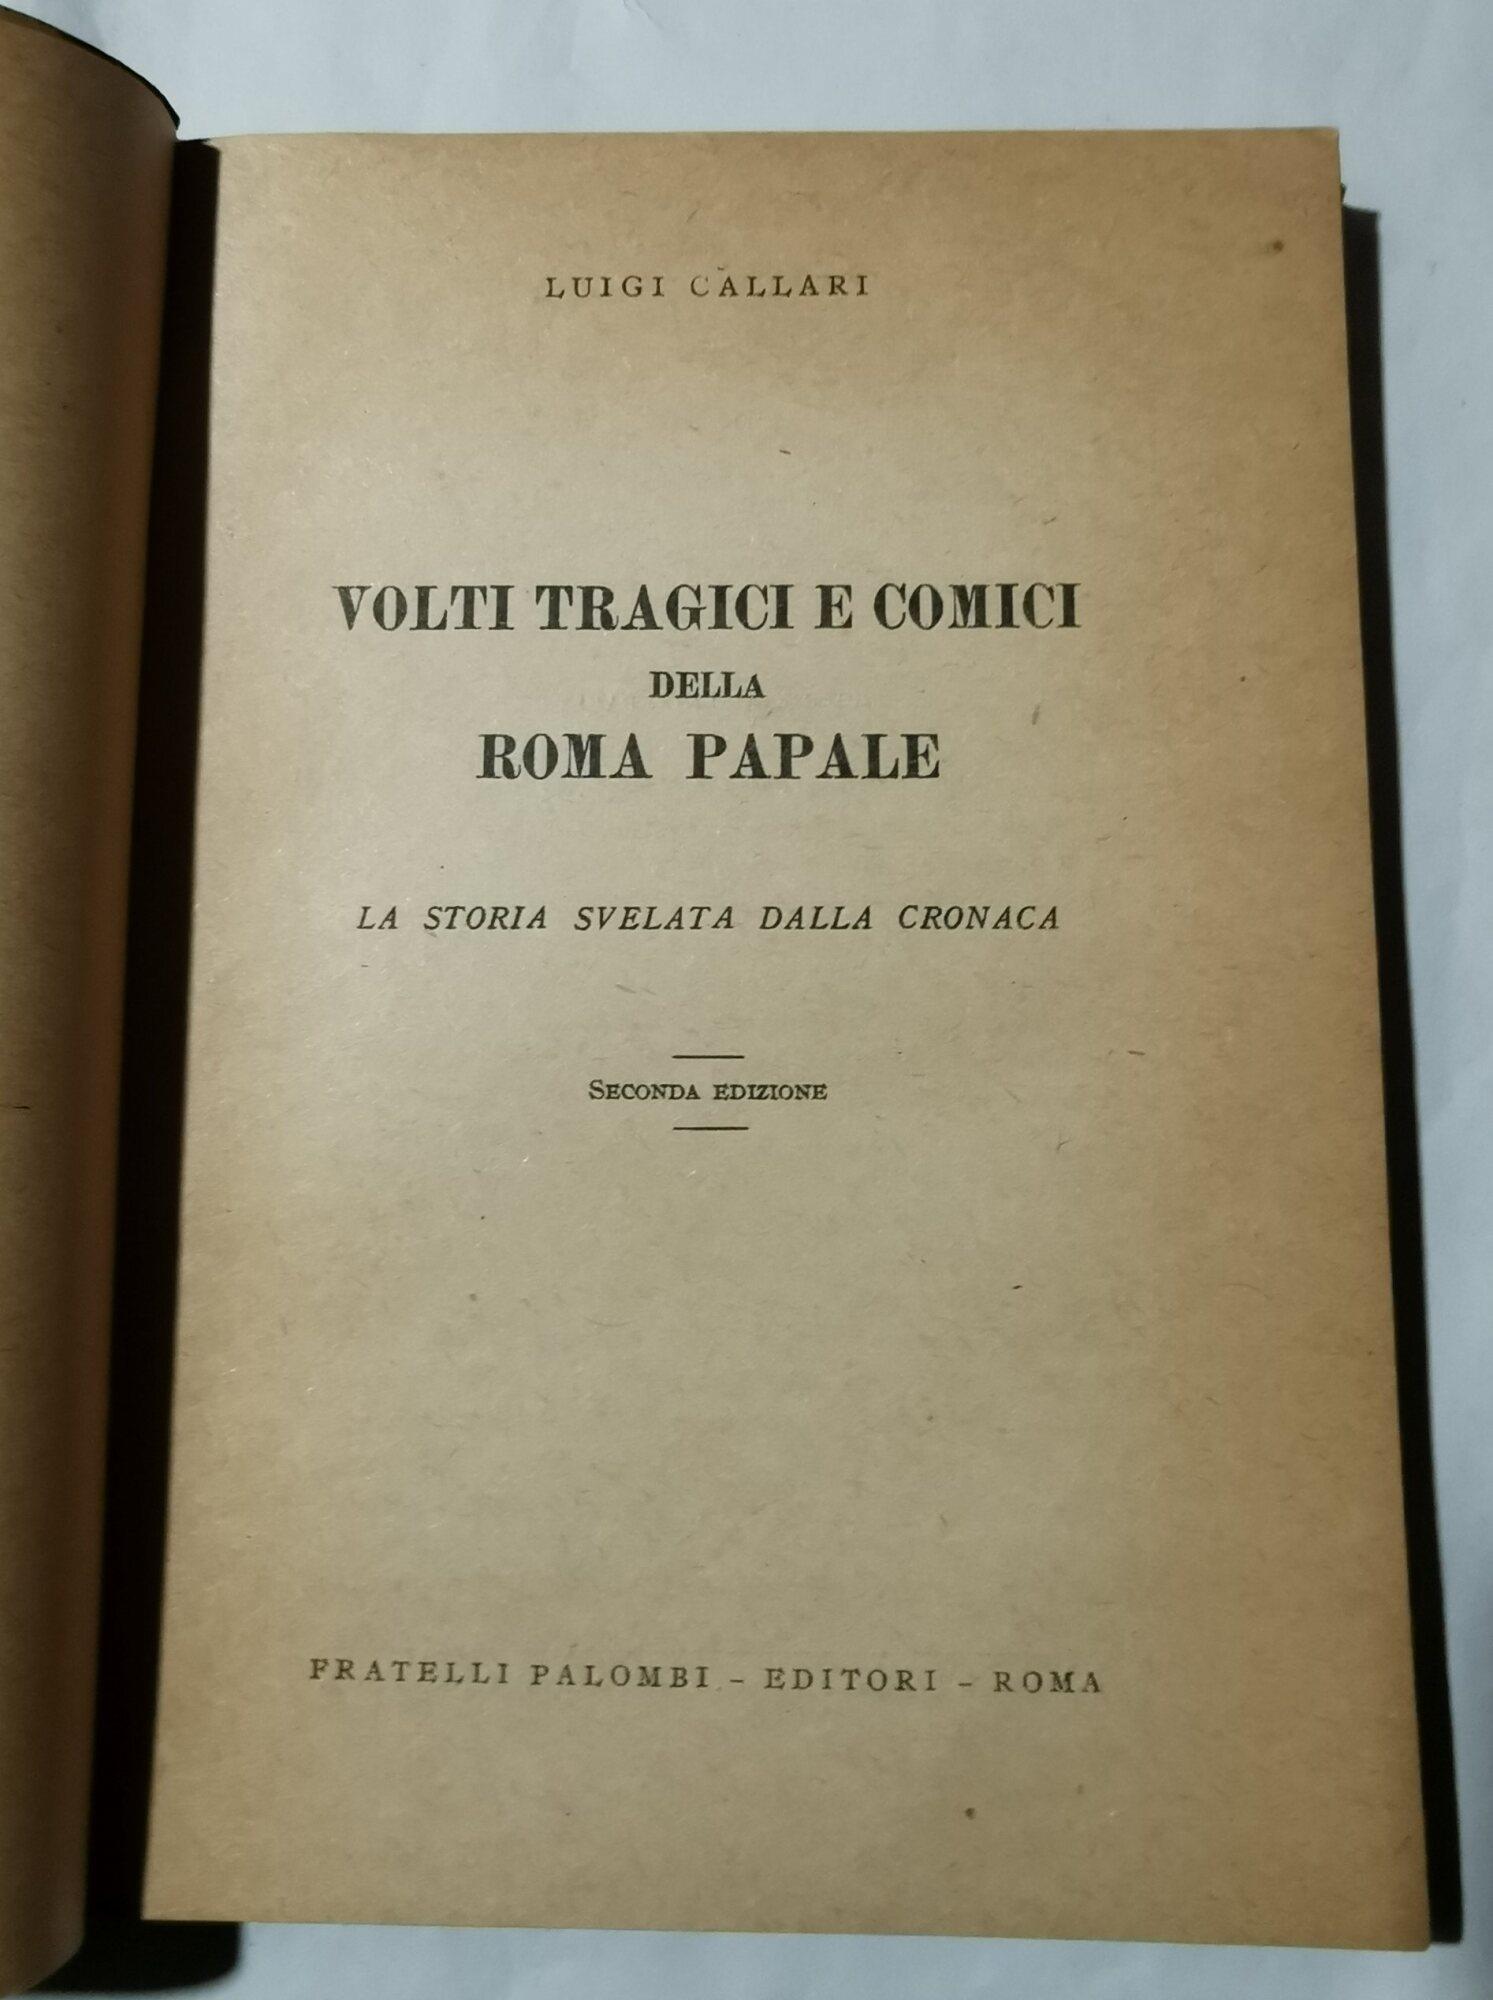 LUIGI CALLARI
VOLTI TRAGICI E COMICI
DELLA
ROMA PAPALE
LA STORIA SVELATA DALLA CRONACA
SECONDA EDIZIONE
FRATELLI PALOMBI - EDITORI - ROMA